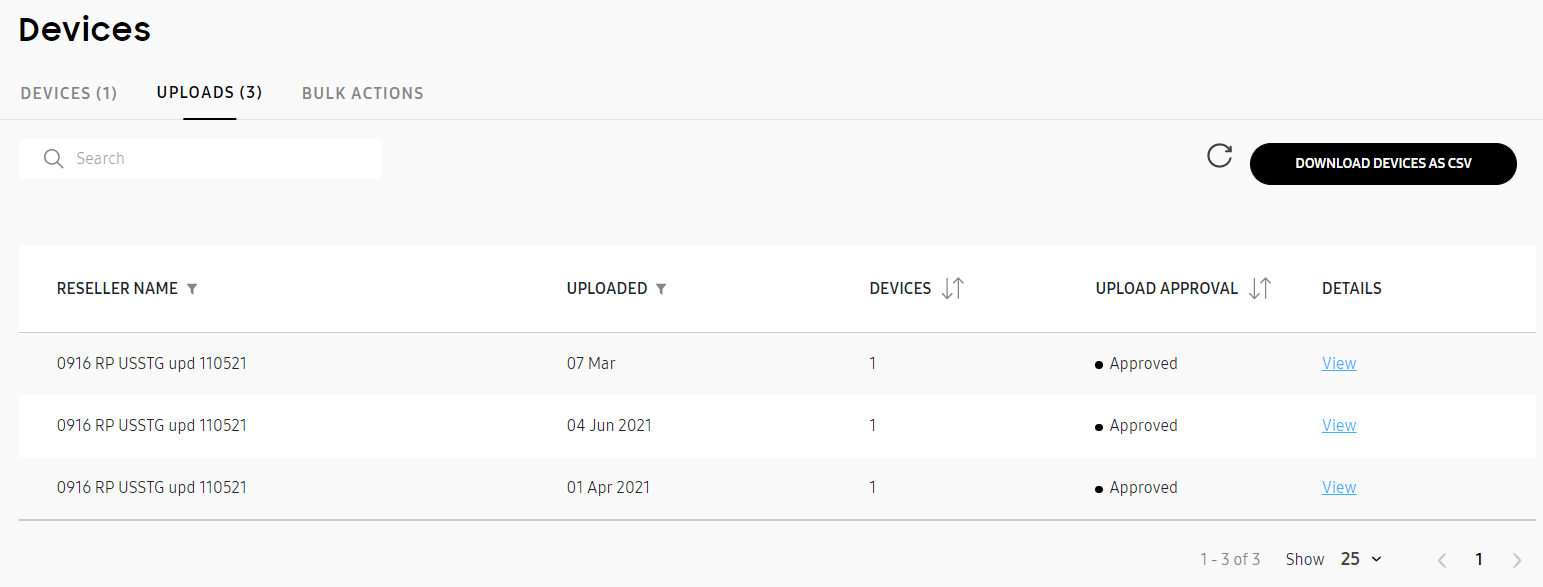 Devices
DEVICES (1) UPLOADS (3) BULK ACTIONS
Search DOWNLOAD DEVICES AS CSV
RESELLER NAME UPLOADED DEVICES UPLOAD APPROVAL DETAILS
0916 RP USSTG upd 110521 07 Mar 1 Approved View
0916 RP USSTG upd 110521 04 Jun 2021 1 Approved View
0916 RP USSTG upd 110521 01 Apr 2021 1 Approved View
1 - 3 of 3 Show 25 1